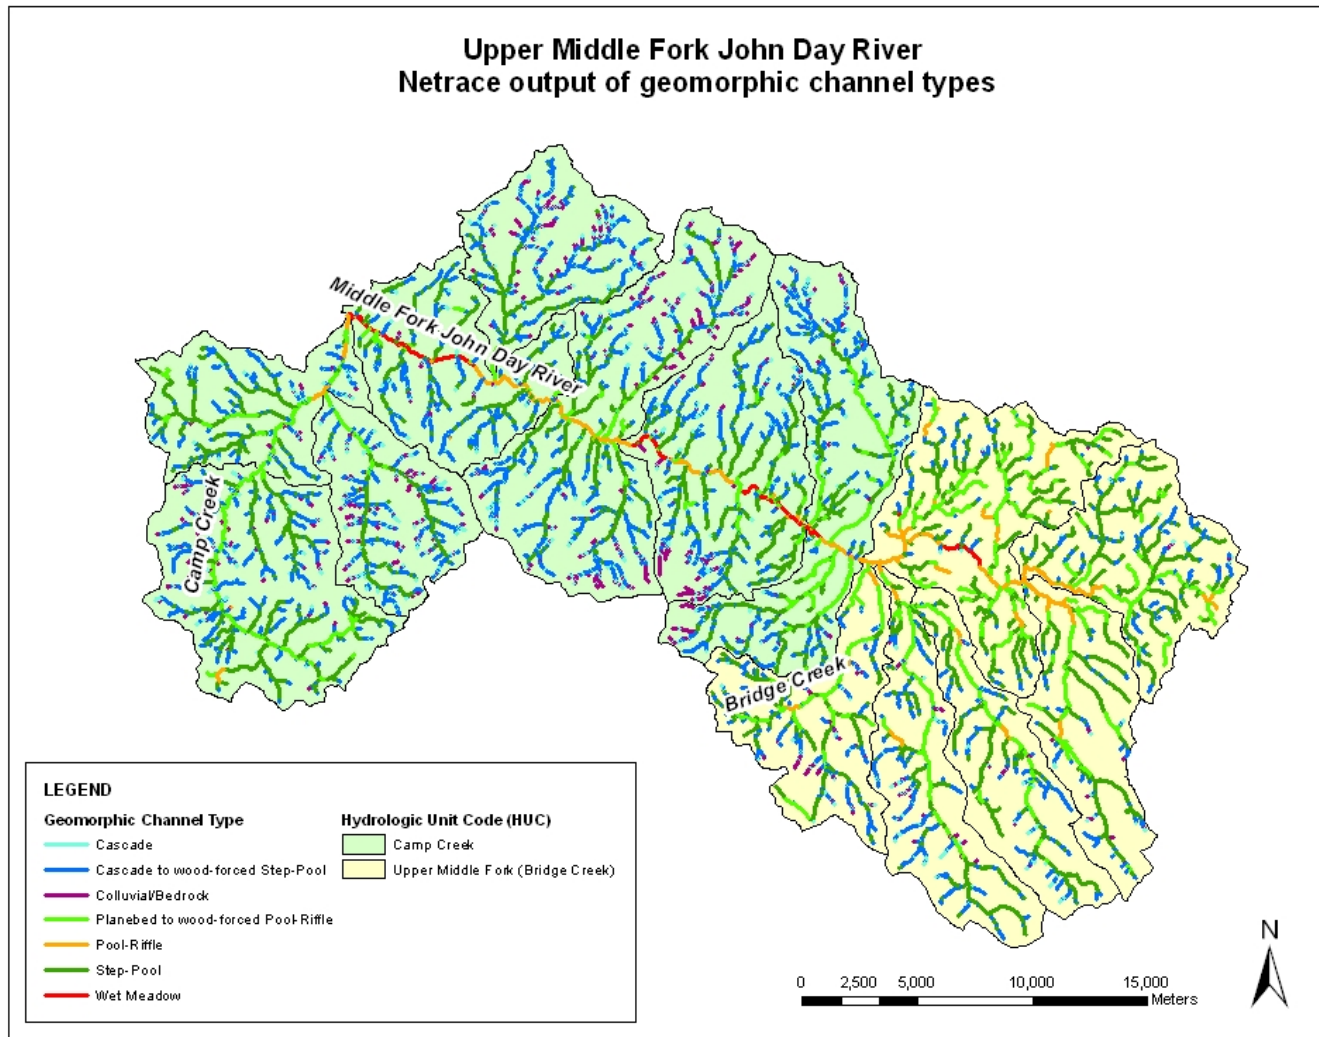 Upper Middle Fork John Day River
Netrace output of geomorphic channel types
Middle Fork John Day River
Camp Creek
Bridge Creek
LEGEND
Geomorphic Channel Type
Cascade
Cascade to wood-forced Step-Pool
Colluvial/Bedrock
Planebed to wood-forced Pool-Riffle
Pool-Riffle
Step-Pool
Wet Meadow
Hydrologic Unit Code (HUC)
Camp Creek
Upper Middle Fork (Bridge Creek)
0 2,500 5,000 10,000 15,000
Meters
N